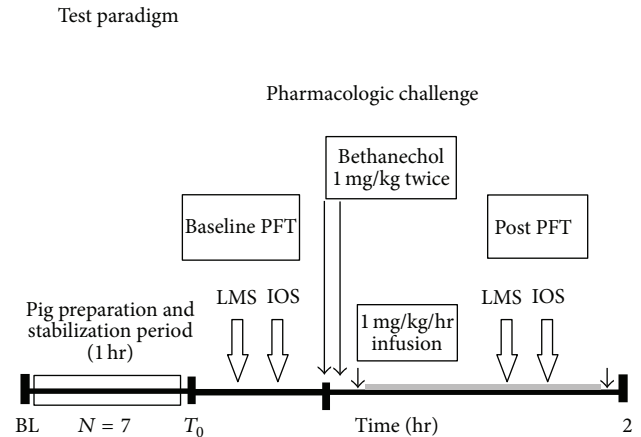 Test paradigm
Pharmacologic challenge
Bethanechol
1 mg/kg twice
Baseline PFT
Post PFT
LMS
IOS
LMS
IOS
Pig preparation and
stabilization period
(1 hr)
1 mg/kg/hr
infusion
BL
N = 7
T0
Time (hr)
2